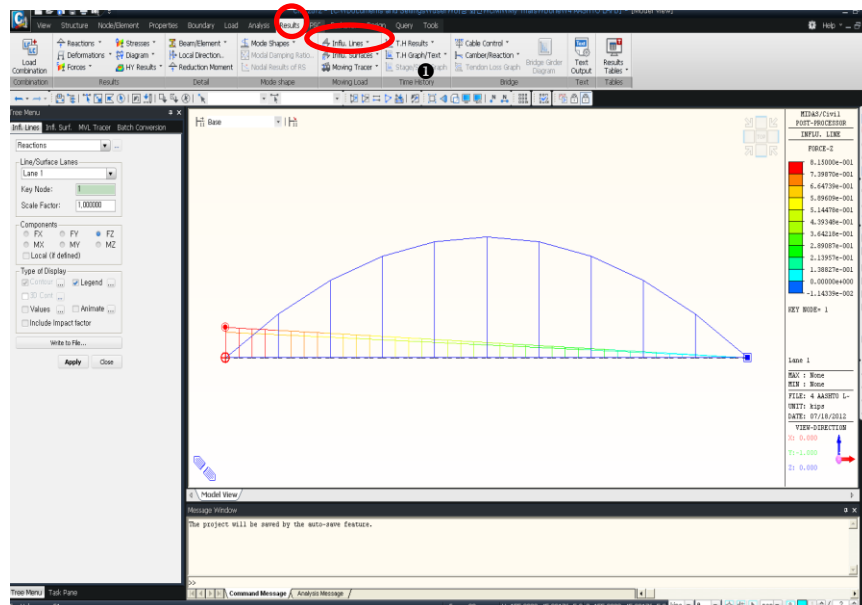 View Structure Node/Element Properties Boundary Load Analysis Results Query Tools
Help
Load Combination
Reactions
Deformations
Forces
Stresses
Diagram
HY Results
Beam/Element
Local Direction..
Reduction Moment
Mode Shapes
Modal Damping Ratio..
Nodal Results of RS
Influ. Lines
Influ. Surfaces
Moving Tracer
T.H Results
T.H Graph/Text
Cable Control
Camber/Reaction
Tendon Loss Graph
Bridge Girder Diagram
Text Output
Results Tables
Combination Results Detail Mode shape Moving Load Time History Bridge Text Tables
1
Tree Menu
Infl. Lines Infl. Surf. MVL Tracer Batch Conversion
Reactions
Line/Surface Lanes
Lane 1
Key Node: 1
Scale Factor: 1.000000
Components
FX FY FZ
MX MY MZ
Local (if defined)
Type of Display
Contour Legend
Values Animate
Include Impact factor
Write to File...
Apply Close
Base
MIDAS/Civil
POST-PROCESSOR
INFLU. LINE
FORCE-Z
8.15000e-001
7.39870e-001
6.64739e-001
5.89609e-001
5.14478e-001
4.39348e-001
3.64218e-001
2.89087e-001
2.13957e-001
1.38827e-001
0.00000e+000
-1.14339e-002
KEY NODE= 1
Lane 1
MAX : None
MIN : None
FILE: 4 AASHTO L-
UNIT: kips
DATE: 07/18/2012
VIEW-DIRECTION
X: 0.000
Y:-1.000
Z: 0.000
Model View
Message Window
The project will be saved by the auto-save feature.
>>
Command Message Analysis Message
Tree Menu Task Pane